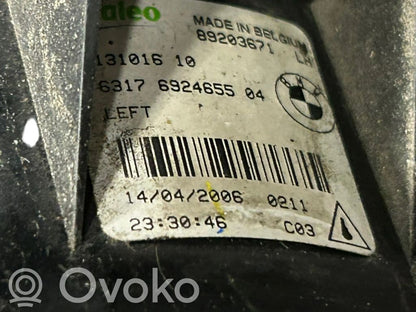 aleo
MADE IN BELGIUM
89203671 LH
131016 10
6317 6924655 04
LEFT
14/04/2006 0211
23:30:46 C03
Ovoko